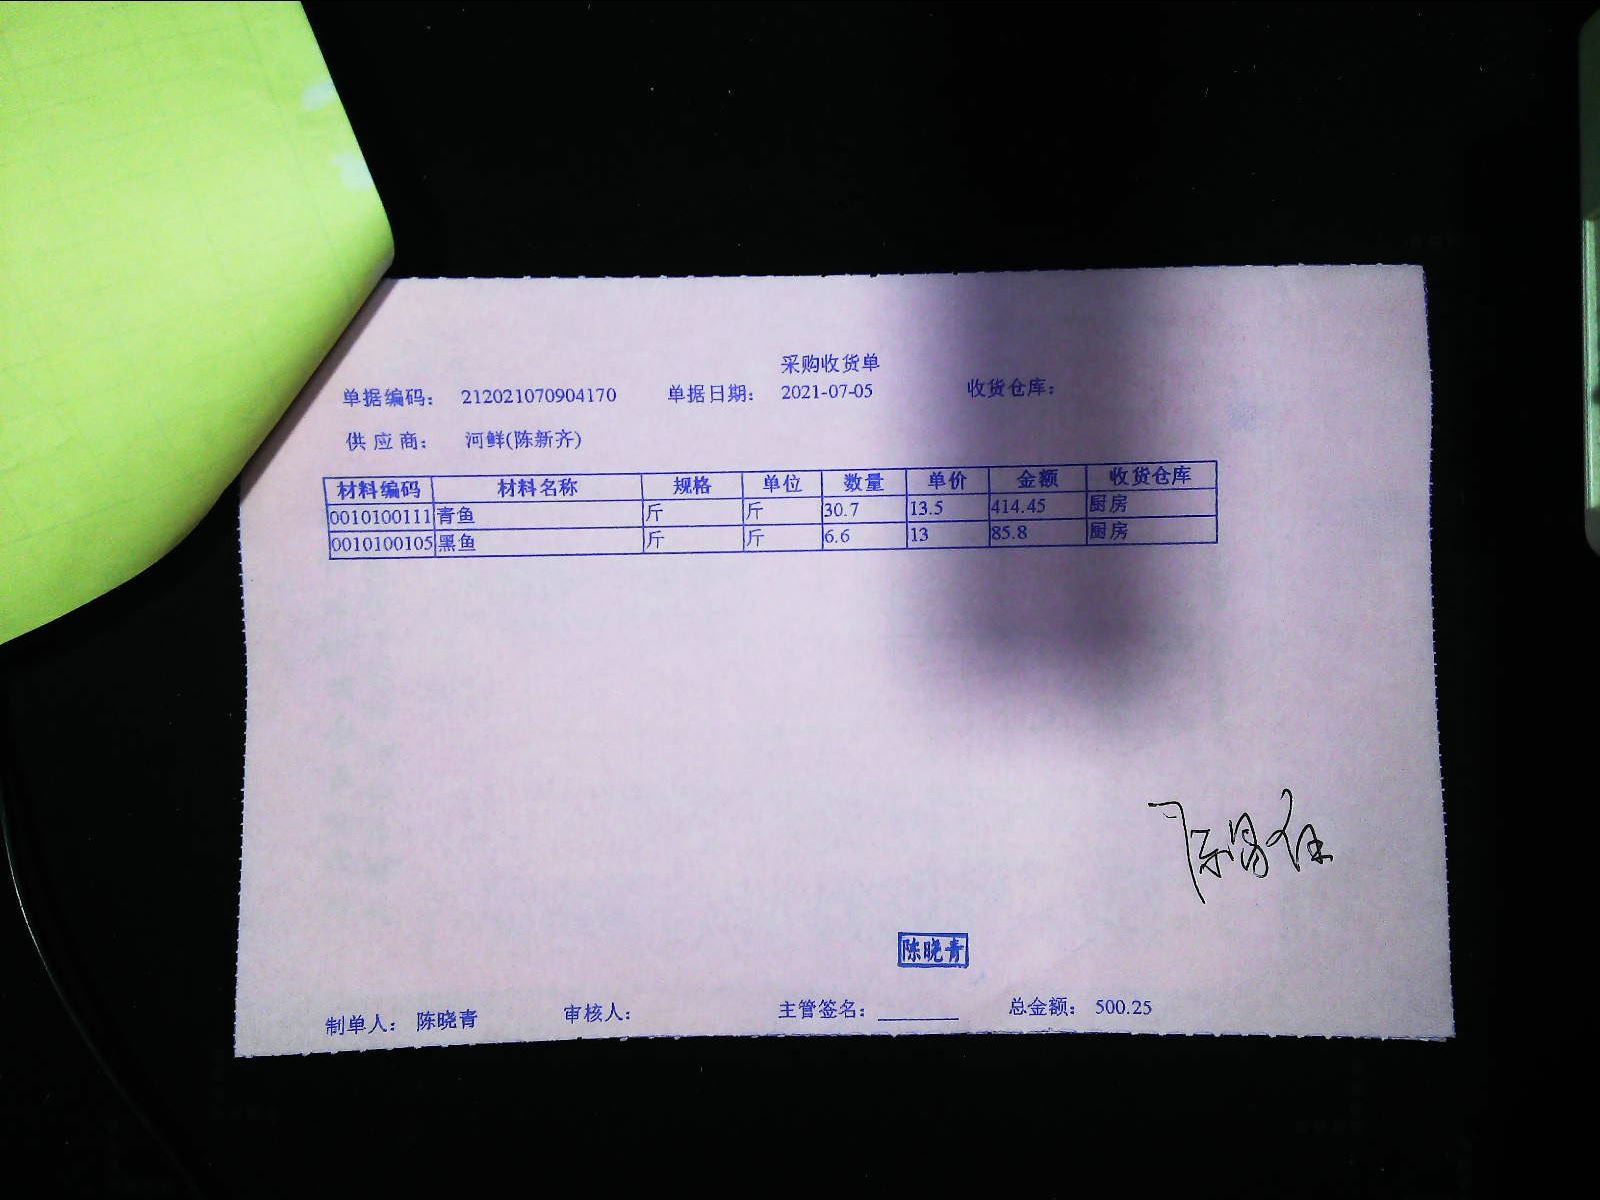 采购收货单
单据编码: 212021070904170 单据日期: 2021-07-05 收货仓库:
供 应 商: 河鲜(陈新齐)
材料编码 材料名称 规格 单位 数量 单价 金额 收货仓库
0010100111 青鱼 斤 斤 30.7 13.5 414.45 厨房
0010100105 黑鱼 斤 斤 6.6 13 85.8 厨房
陈晓青
制单人: 陈晓青 审核人: 主管签名: 总金额: 500.25